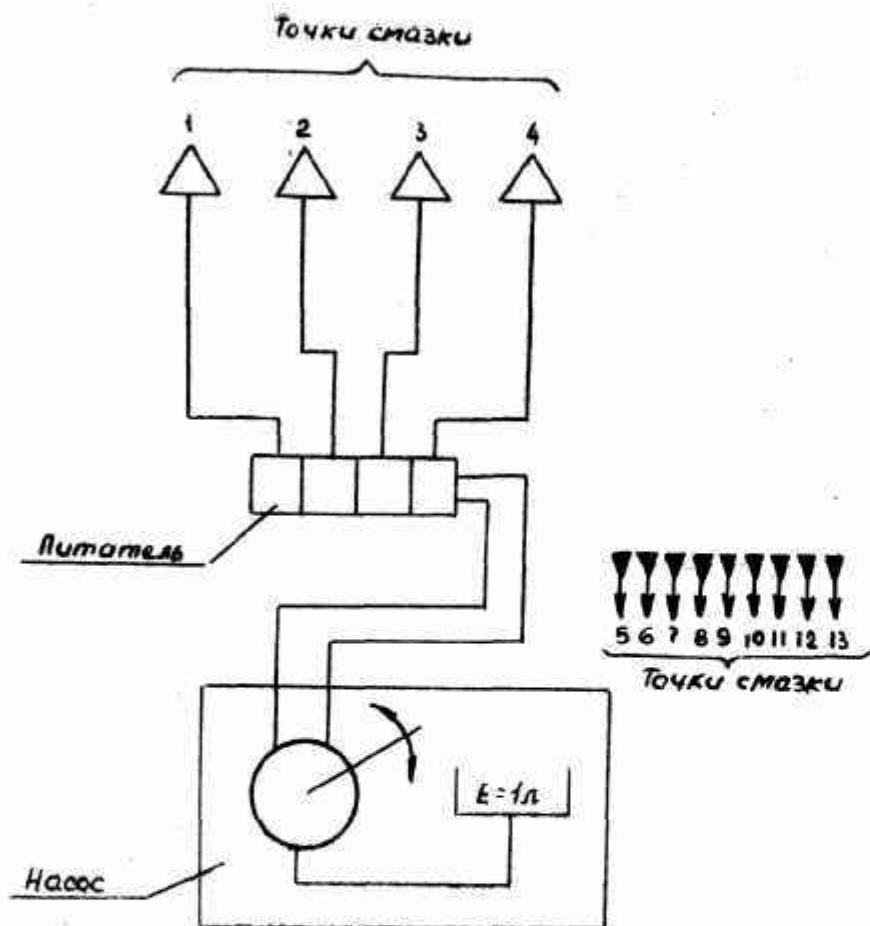 Точки смазки
1 2 3 4
Питатель
5 6 7 8 9 10 11 12 13
Точки смазки
E=1л
Насос